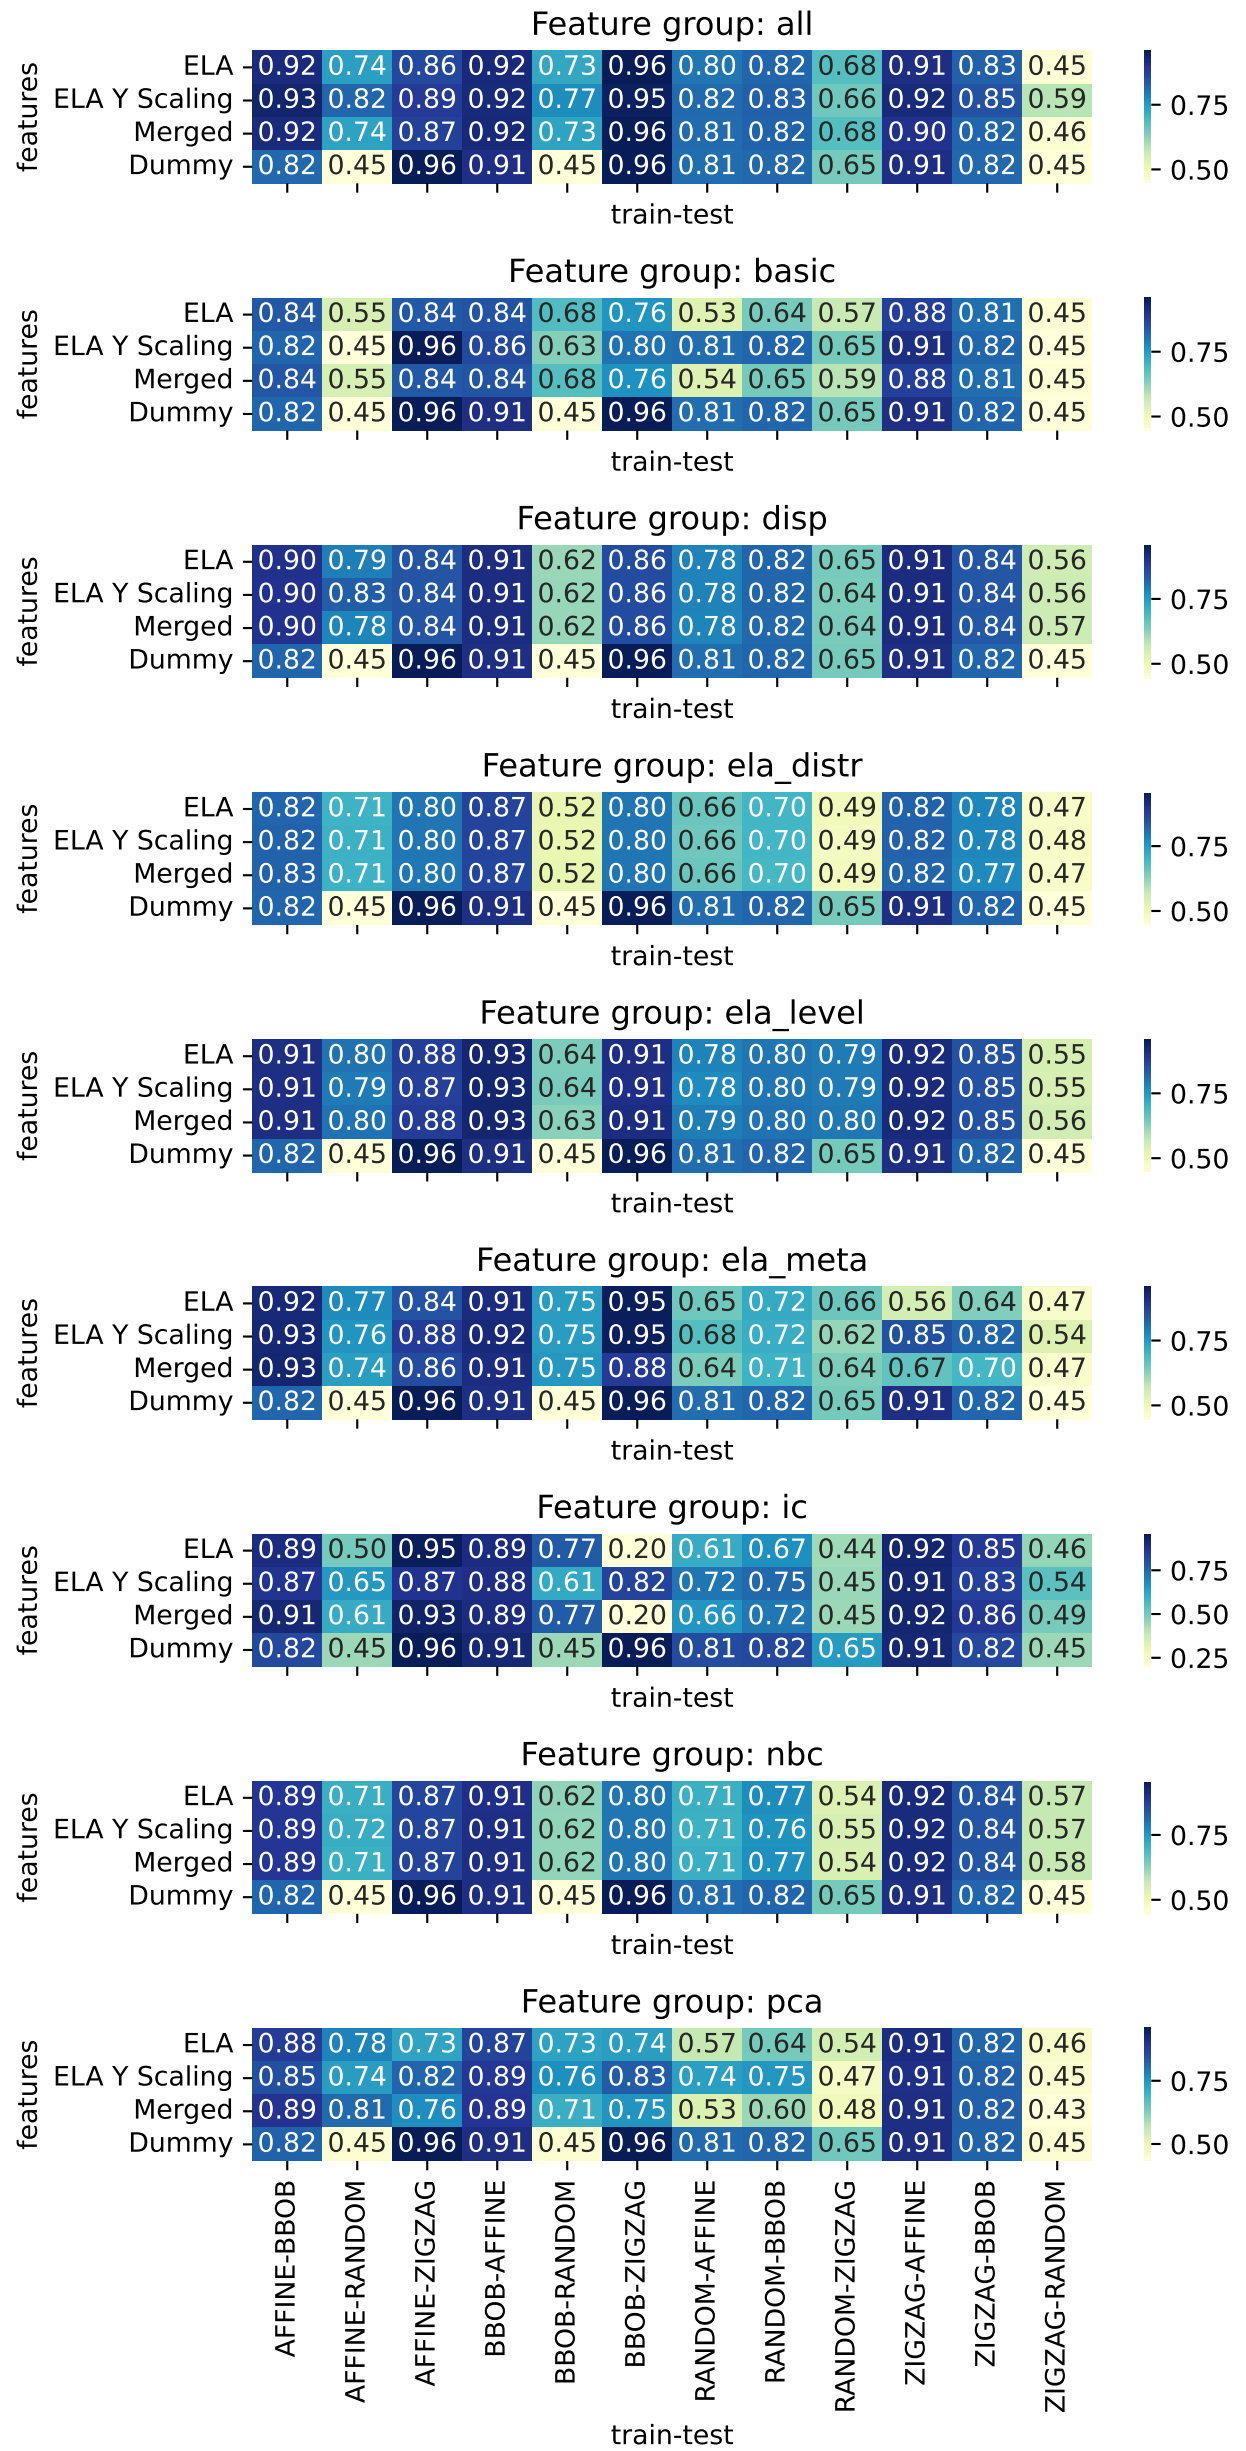 Feature group: all
features
ELA 0.92 0.74 0.86 0.92 0.73 0.96 0.80 0.82 0.68 0.91 0.83 0.45
ELA Y Scaling 0.93 0.82 0.89 0.92 0.77 0.95 0.82 0.83 0.66 0.92 0.85 0.59
Merged 0.92 0.74 0.87 0.92 0.73 0.96 0.81 0.82 0.68 0.90 0.82 0.46
Dummy 0.82 0.45 0.96 0.91 0.45 0.96 0.81 0.82 0.65 0.91 0.82 0.45
0.75
0.50
train-test
Feature group: basic
features
ELA 0.84 0.55 0.84 0.84 0.68 0.76 0.53 0.64 0.57 0.88 0.81 0.45
ELA Y Scaling 0.82 0.45 0.96 0.86 0.63 0.80 0.81 0.82 0.65 0.91 0.82 0.45
Merged 0.84 0.55 0.84 0.84 0.68 0.76 0.54 0.65 0.59 0.88 0.81 0.45
Dummy 0.82 0.45 0.96 0.91 0.45 0.96 0.81 0.82 0.65 0.91 0.82 0.45
0.75
0.50
train-test
Feature group: disp
features
ELA 0.90 0.79 0.84 0.91 0.62 0.86 0.78 0.82 0.65 0.91 0.84 0.56
ELA Y Scaling 0.90 0.83 0.84 0.91 0.62 0.86 0.78 0.82 0.64 0.91 0.84 0.56
Merged 0.90 0.78 0.84 0.91 0.62 0.86 0.78 0.82 0.64 0.91 0.84 0.57
Dummy 0.82 0.45 0.96 0.91 0.45 0.96 0.81 0.82 0.65 0.91 0.82 0.45
0.75
0.50
train-test
Feature group: ela_distr
features
ELA 0.82 0.71 0.80 0.87 0.52 0.80 0.66 0.70 0.49 0.82 0.78 0.47
ELA Y Scaling 0.82 0.71 0.80 0.87 0.52 0.80 0.66 0.70 0.49 0.82 0.78 0.48
Merged 0.83 0.71 0.80 0.87 0.52 0.80 0.66 0.70 0.49 0.82 0.77 0.47
Dummy 0.82 0.45 0.96 0.91 0.45 0.96 0.81 0.82 0.65 0.91 0.82 0.45
0.75
0.50
train-test
Feature group: ela_level
features
ELA 0.91 0.80 0.88 0.93 0.64 0.91 0.78 0.80 0.79 0.92 0.85 0.55
ELA Y Scaling 0.91 0.79 0.87 0.93 0.64 0.91 0.78 0.80 0.79 0.92 0.85 0.55
Merged 0.91 0.80 0.88 0.93 0.63 0.91 0.79 0.80 0.80 0.92 0.85 0.56
Dummy 0.82 0.45 0.96 0.91 0.45 0.96 0.81 0.82 0.65 0.91 0.82 0.45
0.75
0.50
train-test
Feature group: ela_meta
features
ELA 0.92 0.77 0.84 0.91 0.75 0.95 0.65 0.72 0.66 0.56 0.64 0.47
ELA Y Scaling 0.93 0.76 0.88 0.92 0.75 0.95 0.68 0.72 0.62 0.85 0.82 0.54
Merged 0.93 0.74 0.86 0.91 0.75 0.88 0.64 0.71 0.64 0.67 0.70 0.47
Dummy 0.82 0.45 0.96 0.91 0.45 0.96 0.81 0.82 0.65 0.91 0.82 0.45
0.75
0.50
train-test
Feature group: ic
features
ELA 0.89 0.50 0.95 0.89 0.77 0.20 0.61 0.67 0.44 0.92 0.85 0.46
ELA Y Scaling 0.87 0.65 0.87 0.88 0.61 0.82 0.72 0.75 0.45 0.91 0.83 0.54
Merged 0.91 0.61 0.93 0.89 0.77 0.20 0.66 0.72 0.45 0.92 0.86 0.49
Dummy 0.82 0.45 0.96 0.91 0.45 0.96 0.81 0.82 0.65 0.91 0.82 0.45
0.75
0.50
0.25
train-test
Feature group: nbc
features
ELA 0.89 0.71 0.87 0.91 0.62 0.80 0.71 0.77 0.54 0.92 0.84 0.57
ELA Y Scaling 0.89 0.72 0.87 0.91 0.62 0.80 0.71 0.76 0.55 0.92 0.84 0.57
Merged 0.89 0.71 0.87 0.91 0.62 0.80 0.71 0.77 0.54 0.92 0.84 0.58
Dummy 0.82 0.45 0.96 0.91 0.45 0.96 0.81 0.82 0.65 0.91 0.82 0.45
0.75
0.50
train-test
Feature group: pca
features
ELA 0.88 0.78 0.73 0.87 0.73 0.74 0.57 0.64 0.54 0.91 0.82 0.46
ELA Y Scaling 0.85 0.74 0.82 0.89 0.76 0.83 0.74 0.75 0.47 0.91 0.82 0.45
Merged 0.89 0.81 0.76 0.89 0.71 0.75 0.53 0.60 0.48 0.91 0.82 0.43
Dummy 0.82 0.45 0.96 0.91 0.45 0.96 0.81 0.82 0.65 0.91 0.82 0.45
0.75
0.50
AFFINE-BBOB
AFFINE-RANDOM
AFFINE-ZIGZAG
BBOB-AFFINE
BBOB-RANDOM
BBOB-ZIGZAG
RANDOM-AFFINE
RANDOM-BBOB
RANDOM-ZIGZAG
ZIGZAG-AFFINE
ZIGZAG-BBOB
ZIGZAG-RANDOM
train-test